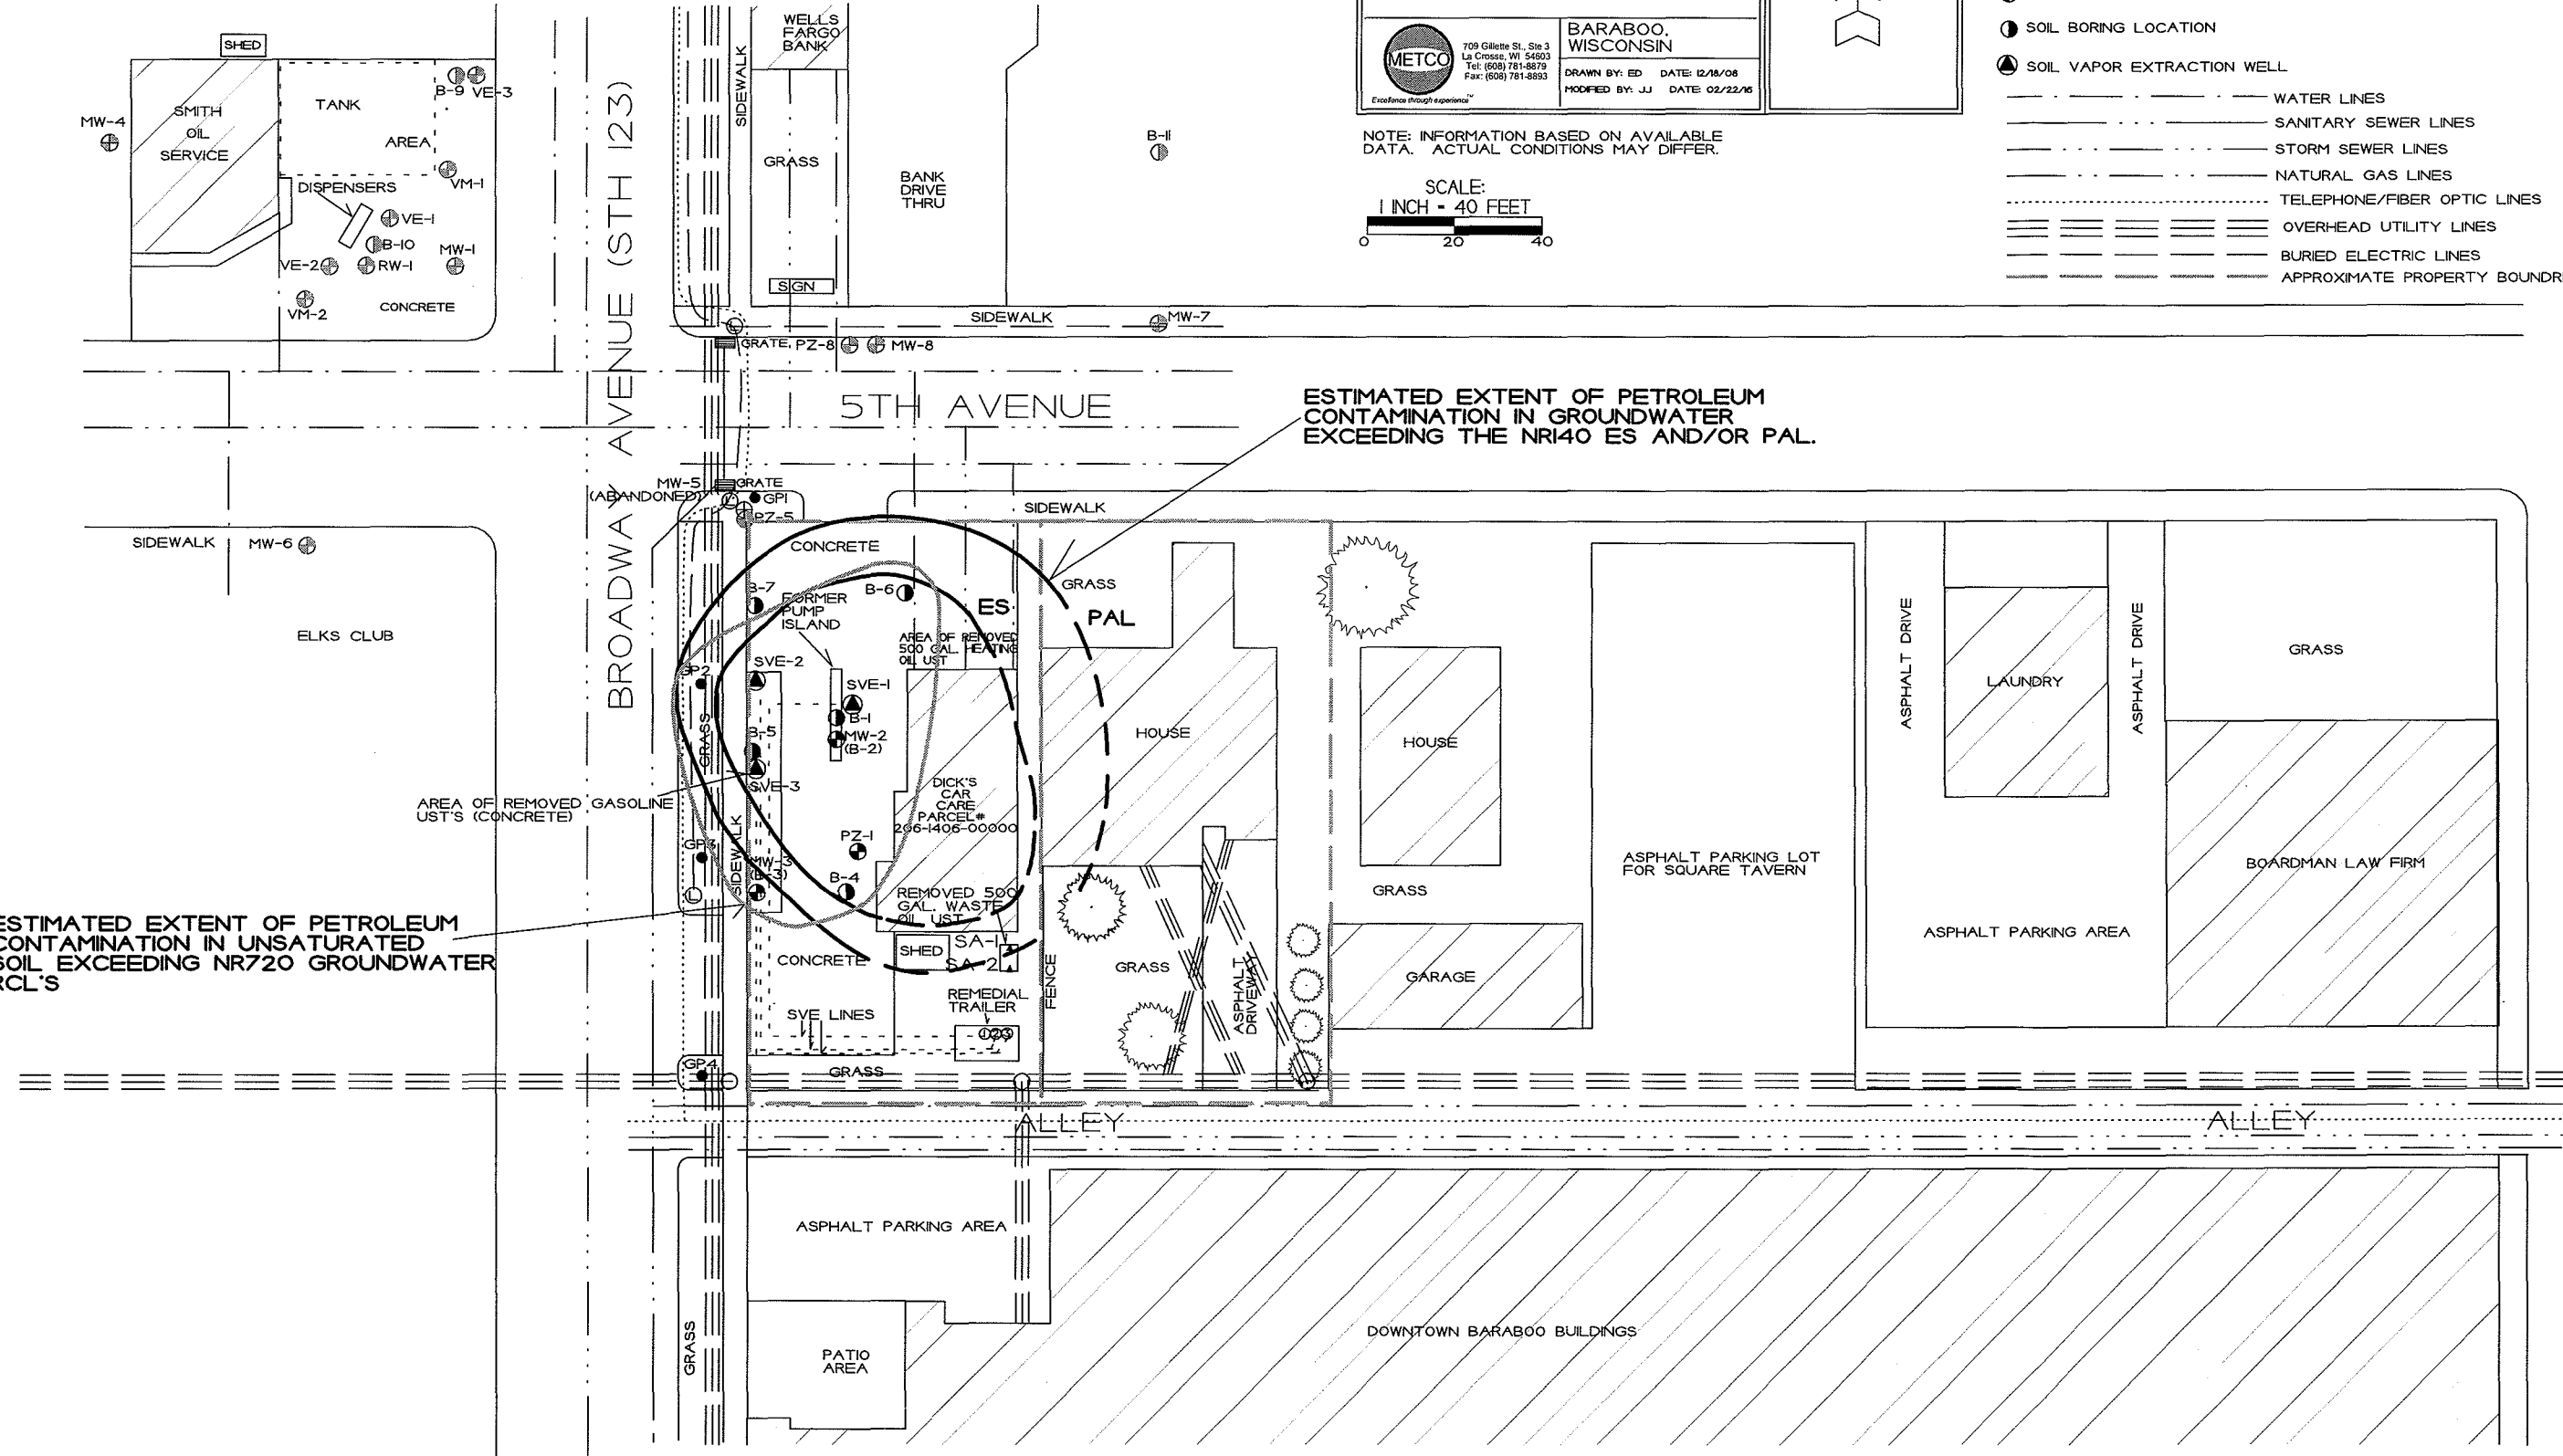 WELLS
FARGO
BANK
SHED
SMITH
OIL
SERVICE
TANK
AREA
B-9 VE-3
MW-4
VM-1
DISPENSERS
VE-1
B-10
MW-1
VE-2
RW-1
VM-2
CONCRETE
BROADWAY AVENUE (STH 123)
SIDEWALK
GRASS
BANK
DRIVE
THRU
SIGN
B-11
METCO
Excellence through experience
709 Gillette St., Ste 3
La Crosse, WI 54603
Tel: (608) 781-8879
Fax: (608) 781-8893
BARABOO,
WISCONSIN
DRAWN BY: ED DATE: 12/18/08
MODIFIED BY: JJ DATE: 02/22/16
NOTE: INFORMATION BASED ON AVAILABLE
DATA. ACTUAL CONDITIONS MAY DIFFER.
SCALE:
1 INCH = 40 FEET
0 20 40
SOIL BORING LOCATION
SOIL VAPOR EXTRACTION WELL
WATER LINES
SANITARY SEWER LINES
STORM SEWER LINES
NATURAL GAS LINES
TELEPHONE/FIBER OPTIC LINES
OVERHEAD UTILITY LINES
BURIED ELECTRIC LINES
APPROXIMATE PROPERTY BOUNDR
SIDEWALK
MW-7
GRATE
PZ-8
MW-8
5TH AVENUE
ESTIMATED EXTENT OF PETROLEUM
CONTAMINATION IN GROUNDWATER
EXCEEDING THE NR140 ES AND/OR PAL.
MW-5
(ABANDONED)
GRATE
GP1
PZ-5
SIDEWALK
SIDEWALK
MW-6
ELKS CLUB
CONCRETE
B-7
FORMER
PUMP
ISLAND
B-6
ES
PAL
GRASS
AREA OF REMOVED
500 GAL. HEATING
OIL UST
GP2
SVE-2
SVE-1
B-1
MW-2
(B-2)
B-5
SVE-3
GRASS
AREA OF REMOVED GASOLINE
UST'S (CONCRETE)
DICK'S
CAR
CARE
PARCEL#
206-1406-00000
PZ-1
GP3
SIDEWALK
MW-3
(B-3)
B-4
REMOVED 500
GAL. WASTE
OIL UST
HOUSE
HOUSE
ASPHALT DRIVE
LAUNDRY
ASPHALT DRIVE
GRASS
ASPHALT PARKING LOT
FOR SQUARE TAVERN
BOARDMAN LAW FIRM
GRASS
ASPHALT PARKING AREA
ESTIMATED EXTENT OF PETROLEUM
CONTAMINATION IN UNSATURATED
SOIL EXCEEDING NR720 GROUNDWATER
RCL'S
SHED
SA-1
SA-2
CONCRETE
FENCE
GRASS
ASPHALT
DRIVEWAY
GARAGE
REMEDIAL
TRAILER
SVE LINES
GP4
GRASS
ALLEY
ALLEY
ASPHALT PARKING AREA
GRASS
PATIO
AREA
DOWNTOWN BARABOO BUILDINGS